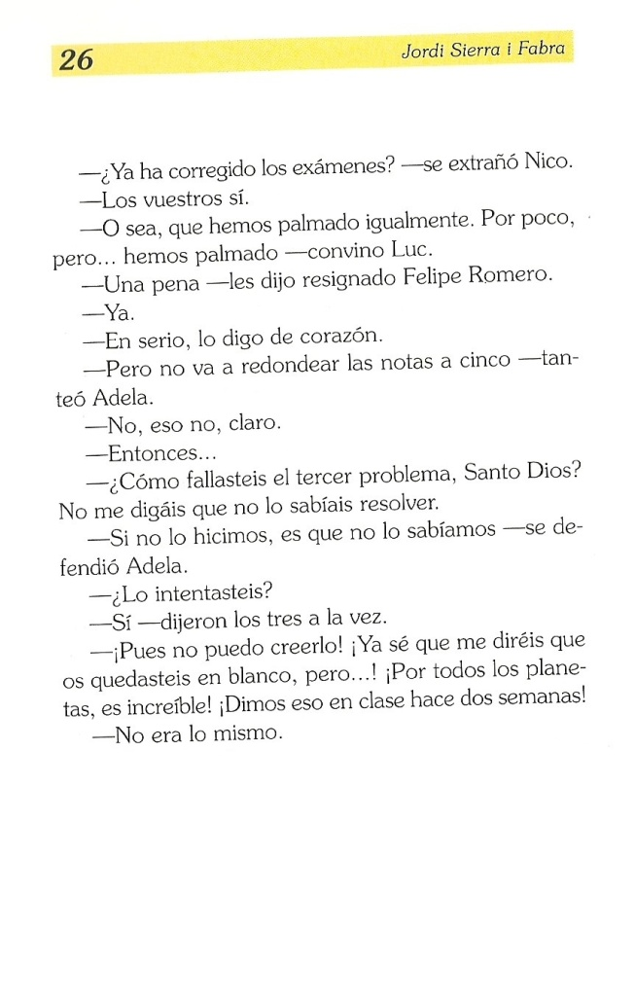 26
Jordi Sierra i Fabra
—¿Ya ha corregido los exámenes? —se extrañó Nico.
—Los vuestros sí.
—O sea, que hemos palmado igualmente. Por poco,
pero... hemos palmado —convino Luc.
—Una pena —les dijo resignado Felipe Romero.
—Ya.
—En serio, lo digo de corazón.
—Pero no va a redondear las notas a cinco —tan-
teó Adela.
—No, eso no, claro.
—Entonces...
—¿Cómo fallasteis el tercer problema, Santo Dios?
No me digáis que no lo sabíais resolver.
—Si no lo hicimos, es que no lo sabíamos —se de-
fendió Adela.
—¿Lo intentasteis?
—Sí —dijeron los tres a la vez.
—¡Pues no puedo creerlo! ¡Ya sé que me diréis que
os quedasteis en blanco, pero...! ¡Por todos los plane-
tas, es increíble! ¡Dimos eso en clase hace dos semanas!
—No era lo mismo.